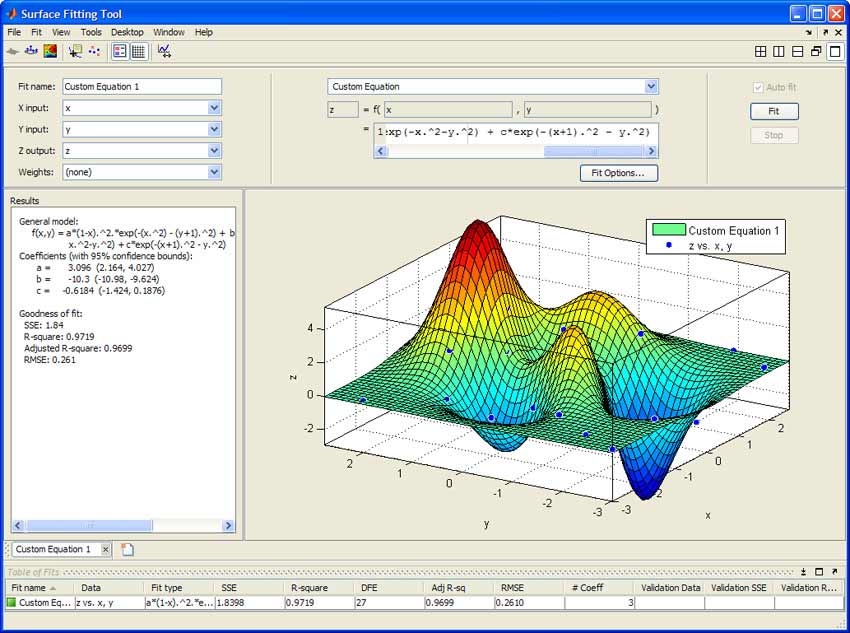 Surface Fitting Tool
File Fit View Tools Desktop Window Help
Fit name: Custom Equation 1
X input: x
Y input: y
Z output: z
Weights: (none)
Custom Equation
z = f( x , y )
= 1:xp(-x.^2-y.^2) + c*exp(-(x+1).^2 - y.^2)
Fit Options...
Auto fit
Fit
Stop
Results
General model:
f(x,y) = a*(1-x).^2.*exp(-(x.^2) - (y+1).^2) + b
x.^2-y.^2) + c*exp(-(x+1).^2 - y.^2)
Coefficients (with 95% confidence bounds):
a = 3.096 (2.164, 4.027)
b = -10.3 (-10.98, -9.624)
c = -0.6184 (-1.424, 0.1876)
Goodness of fit:
SSE: 1.84
R-square: 0.9719
Adjusted R-square: 0.9699
RMSE: 0.261
Custom Equation 1
z vs. x, y
4
2
0
-2
z
2
1
0
-1
-2
-3
y
-3
-2
-1
0
1
2
x
Custom Equation 1
Table of Fits
Fit name Data Fit type SSE R-square DFE Adj R-sq RMSE # Coeff Validation Data Validation SSE Validation R...
Custom Eq... z vs. x, y a*(1-x).^2.*e... 1.8398 0.9719 27 0.9699 0.2610 3